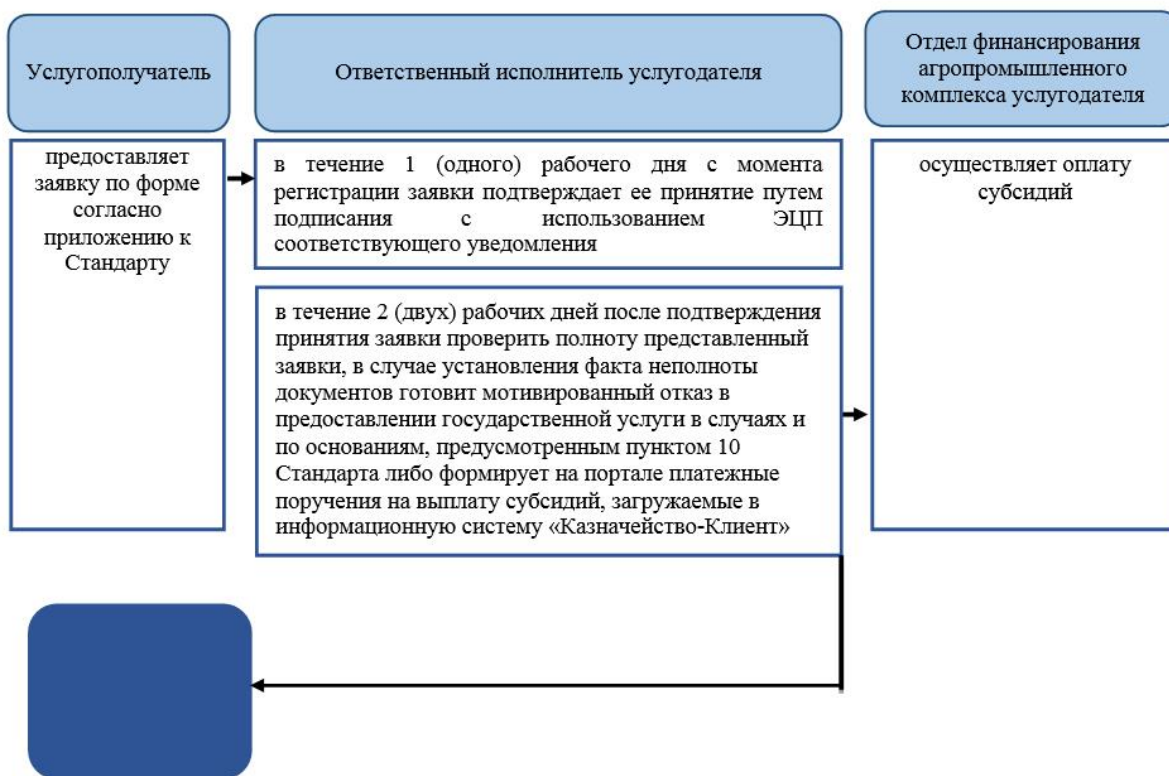 Услугополучатель
Ответственный исполнитель услугодателя
Отдел финансирования
агропромышленного
комплекса услугодателя
предоставляет
заявку по форме
согласно
приложению к
Стандарту
в течение 1 (одного) рабочего дня с момента
регистрации заявки подтверждает ее принятие путем
подписания с использованием ЭЦП
соответствующего уведомления
осуществляет оплату
субсидий
в течение 2 (двух) рабочих дней после подтверждения
принятия заявки проверить полноту представленный
заявки, в случае установления факта неполноты
документов готовит мотивированный отказ в
предоставлении государственной услуги в случаях и
по основаниям, предусмотренным пунктом 10
Стандарта либо формирует на портале платежные
поручения на выплату субсидий, загружаемые в
информационную систему «Казначейство-Клиент»